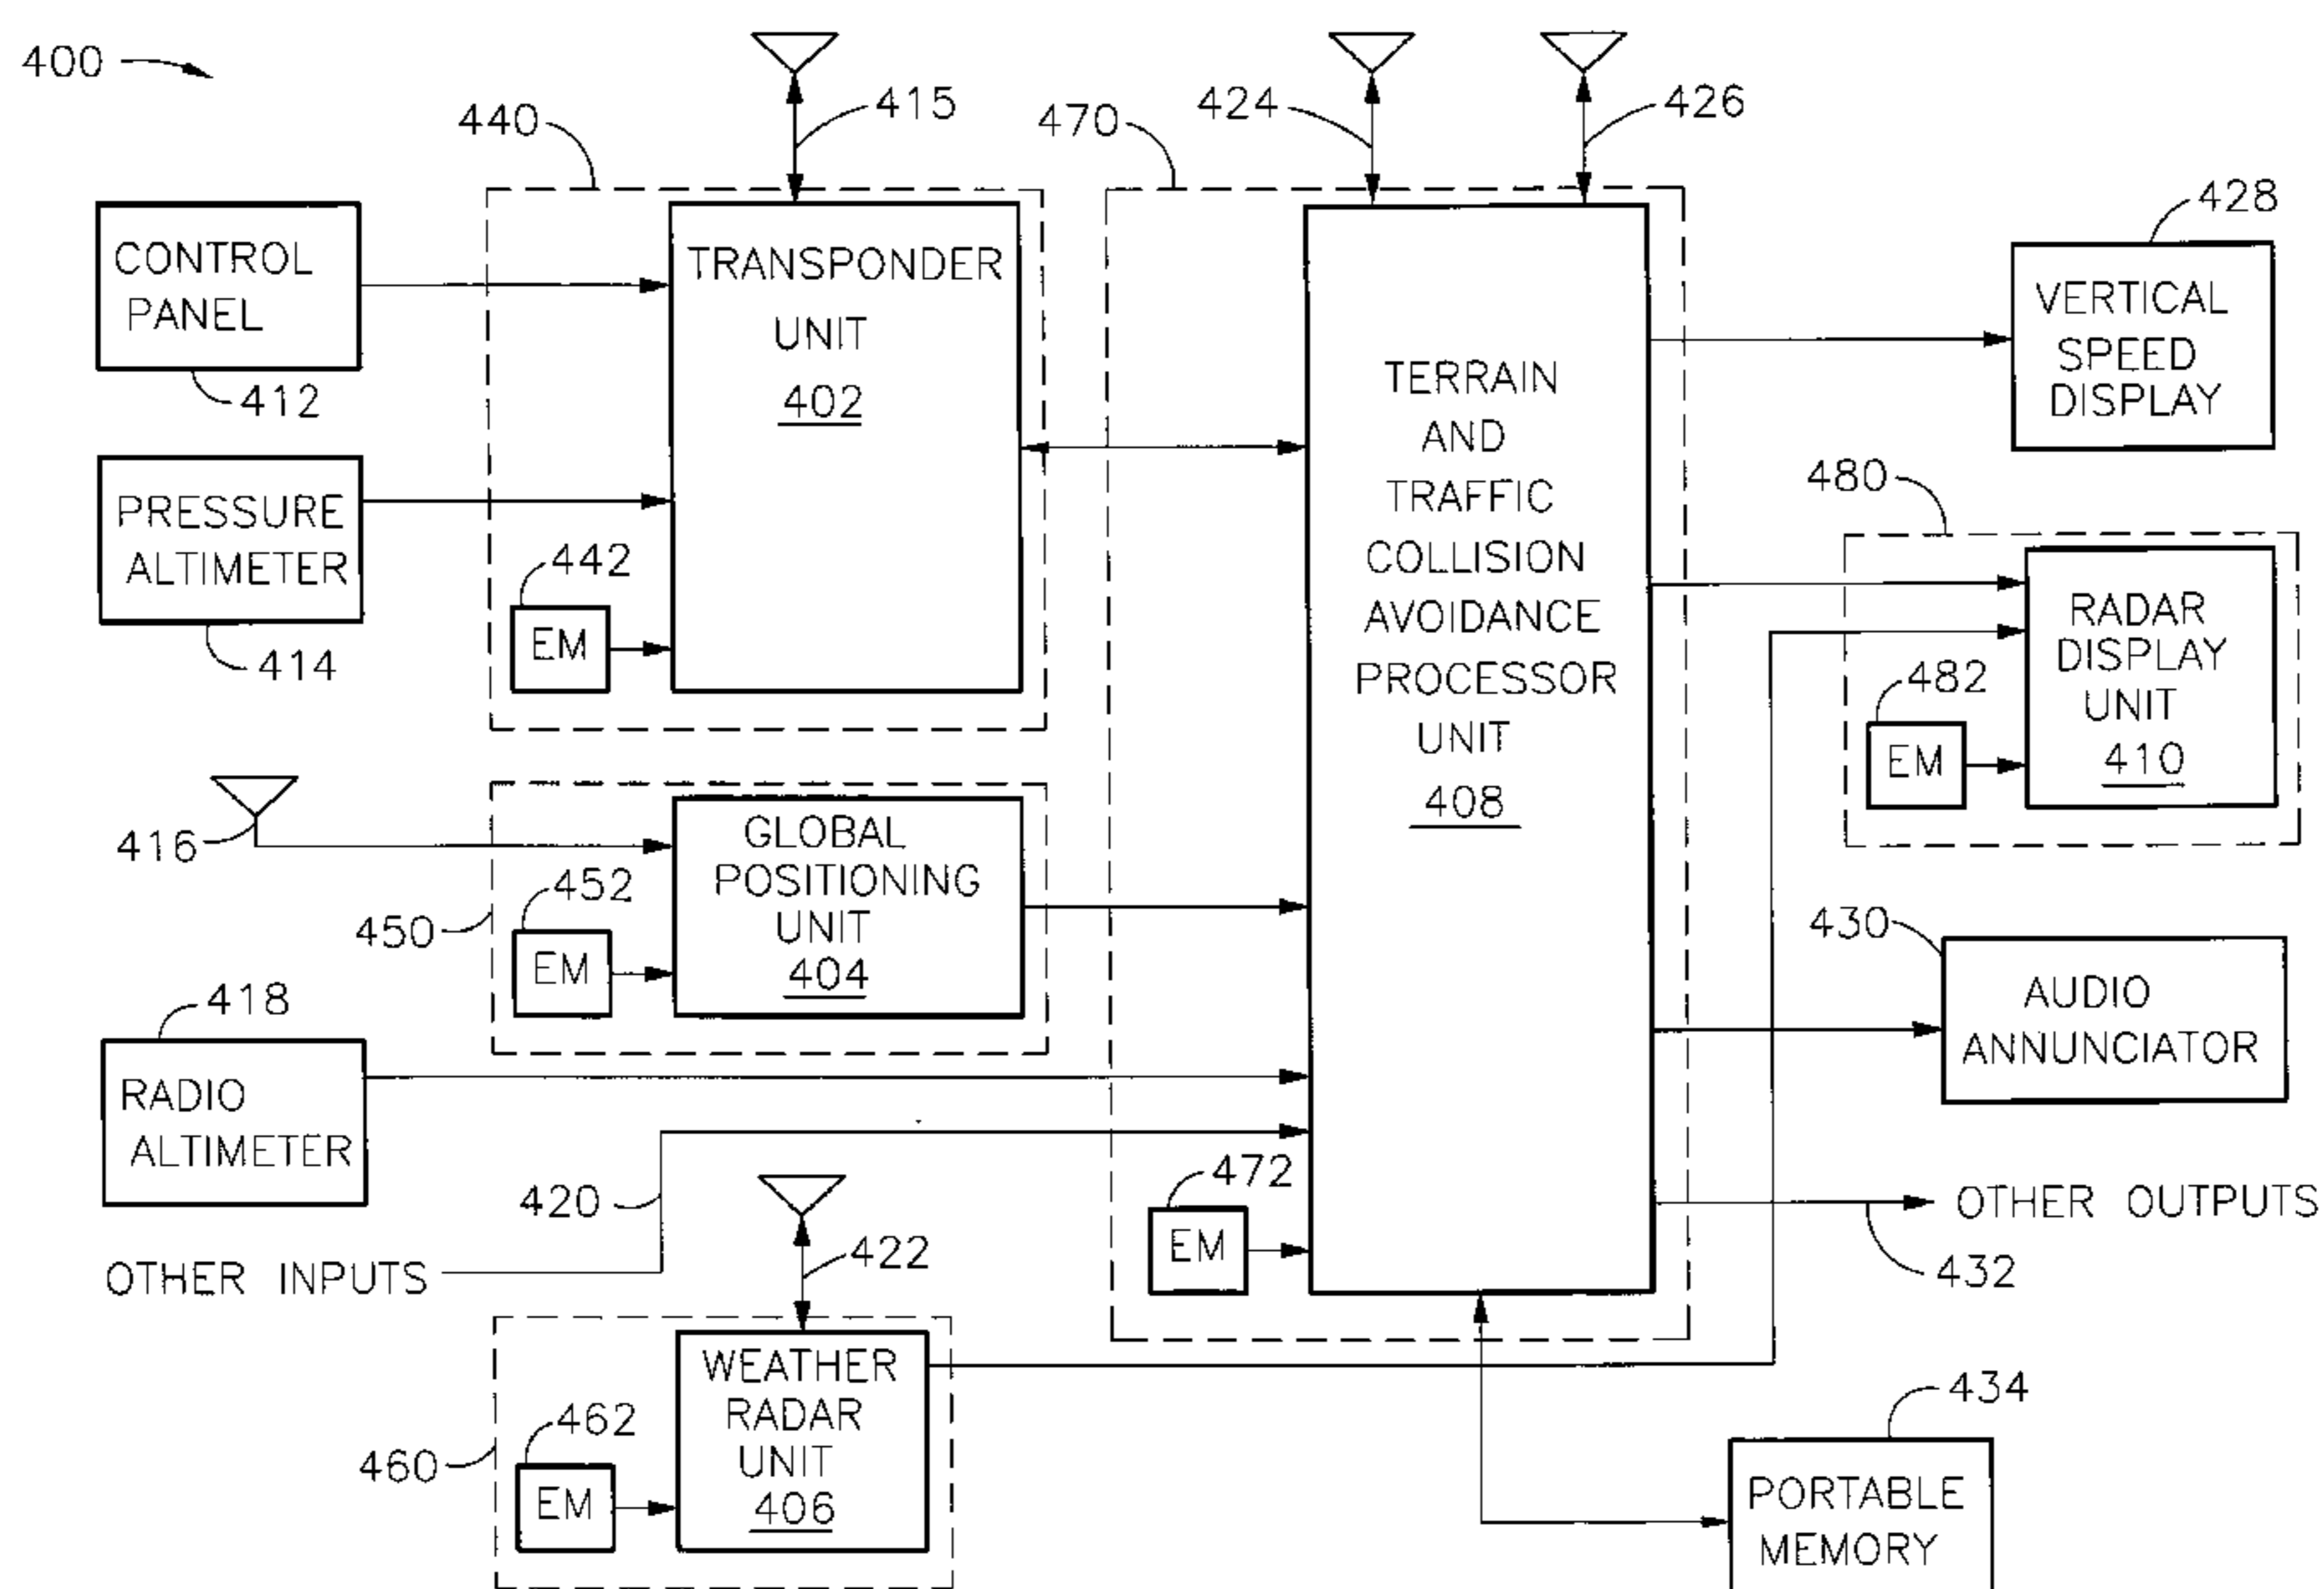 400
415
424
426
440
470
428
CONTROL
PANEL
412
TRANSPONDER
UNIT
402
TERRAIN
AND
TRAFFIC
COLLISION
AVOIDANCE
PROCESSOR
UNIT
408
VERTICAL
SPEED
DISPLAY
PRESSURE
ALTIMETER
414
442
EM
480
RADAR
DISPLAY
UNIT
410
482
EM
416
GLOBAL
POSITIONING
UNIT
404
450
452
EM
430
AUDIO
ANNUNCIATOR
418
RADIO
ALTIMETER
420
OTHER INPUTS
422
472
EM
OTHER OUTPUTS
432
WEATHER
RADAR
UNIT
406
460
462
EM
434
PORTABLE
MEMORY